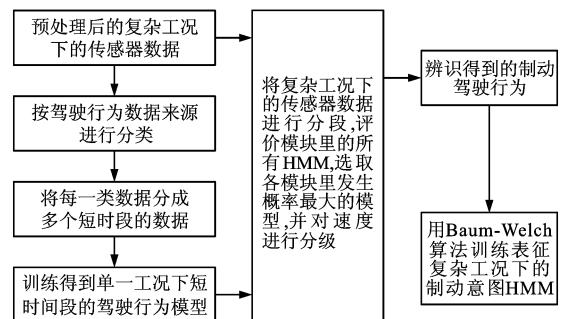 预处理后的复杂工况
下的传感器数据
按驾驶行为数据来源
进行分类
将每一类数据分成
多个短时段的数据
训练得到单一工况下短
时间段的驾驶行为模型
将复杂工况下
的传感器数据
进行分段,评
价模块里的所
有HMM,选取
各模块里发生
概率最大的模
型,并对速度
进行分级
辨识得到的制动
驾驶行为
用Baum-Welch
算法训练表征
复杂工况下的
制动意图HMM